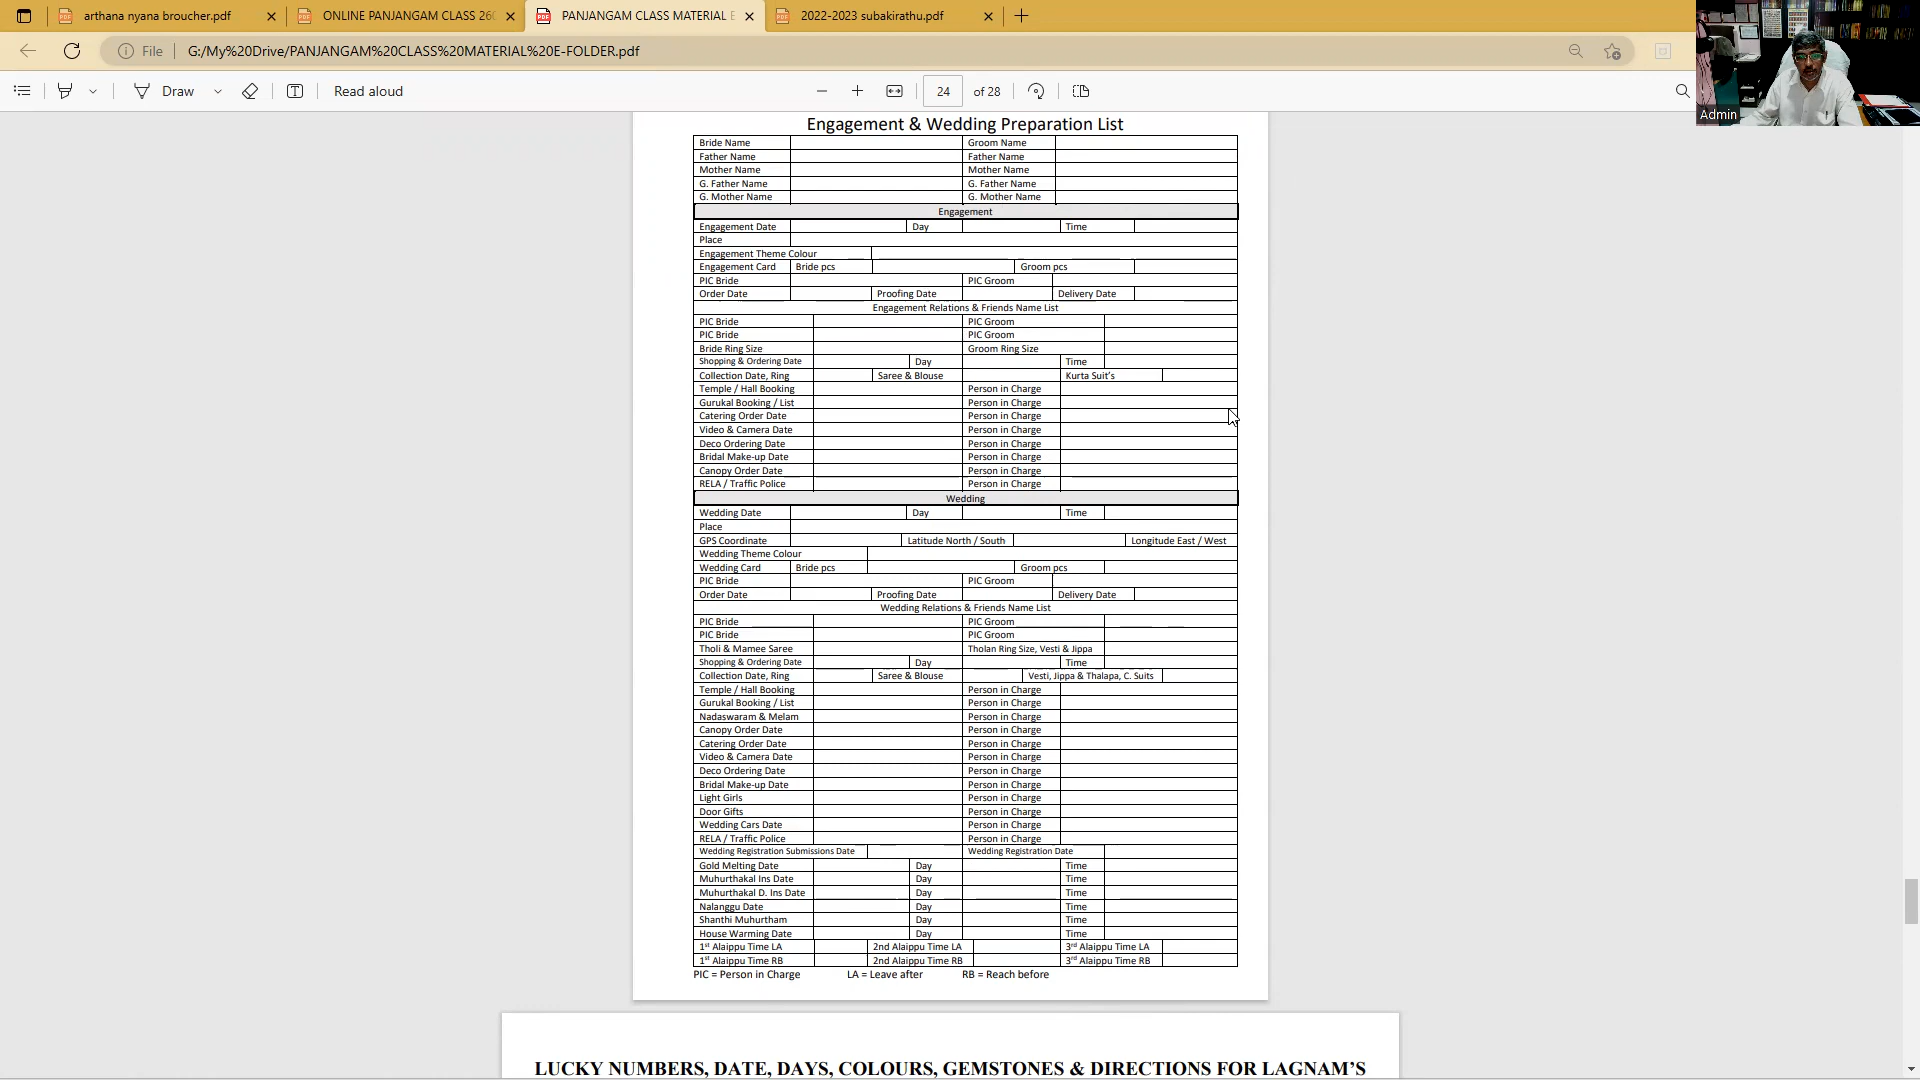 arthana nyana broucher.pdf
ONLINE PANJANGAM CLASS 260
PANJANGAM CLASS MATERIAL E
2022-2023 subakirathu.pdf
File G:/My%20Drive/PANJANGAM%20CLASS%20MATERIAL%20E-FOLDER.pdf
Draw Read aloud 24 of 28
Admin
Engagement & Wedding Preparation List
Bride Name Groom Name
Father Name Father Name
Mother Name Mother Name
G. Father Name G. Father Name
G. Mother Name G. Mother Name
Engagement
Engagement Date Day Time
Place
Engagement Theme Colour
Engagement Card Bride pcs Groom pcs
PIC Bride PIC Groom
Order Date Proofing Date Delivery Date
Engagement Relations & Friends Name List
PIC Bride PIC Groom
PIC Bride PIC Groom
Bride Ring Size Groom Ring Size
Shopping & Ordering Date Day Time
Collection Date, Ring Saree & Blouse Kurta Suit's
Temple / Hall Booking Person in Charge
Gurukal Booking / List Person in Charge
Catering Order Date Person in Charge
Video & Camera Date Person in Charge
Deco Ordering Date Person in Charge
Bridal Make-up Date Person in Charge
Canopy Order Date Person in Charge
RELA / Traffic Police Person in Charge
Wedding
Wedding Date Day Time
Place
GPS Coordinate Latitude North / South Longitude East / West
Wedding Theme Colour
Wedding Card Bride pcs Groom pcs
PIC Bride PIC Groom
Order Date Proofing Date Delivery Date
Wedding Relations & Friends Name List
PIC Bride PIC Groom
PIC Bride PIC Groom
Tholi & Mamee Saree Tholan Ring Size, Vesti & Jippa
Shopping & Ordering Date Day Time
Collection Date, Ring Saree & Blouse Vesti, Jippa & Thalapa, C. Suits
Temple / Hall Booking Person in Charge
Gurukal Booking / List Person in Charge
Nadaswaram & Melam Person in Charge
Canopy Order Date Person in Charge
Catering Order Date Person in Charge
Video & Camera Date Person in Charge
Deco Ordering Date Person in Charge
Bridal Make-up Date Person in Charge
Light Girls Person in Charge
Door Gifts Person in Charge
Wedding Cars Date Person in Charge
RELA / Traffic Police Person in Charge
Wedding Registration Submissions Date Wedding Registration Date
Gold Melting Date Day Time
Muhurthakal Ins Date Day Time
Muhurthakal D. Ins Date Day Time
Nalanggu Date Day Time
Shanthi Muhurtham Day Time
House Warming Date Day Time
1st Alaippu Time LA 2nd Alaippu Time LA 3rd Alaippu Time LA
1st Alaippu Time RB 2nd Alaippu Time RB 3rd Alaippu Time RB
PIC = Person in Charge LA = Leave after RB = Reach before
LUCKY NUMBERS, DATE, DAYS, COLOURS, GEMSTONES & DIRECTIONS FOR LAGNAM'S